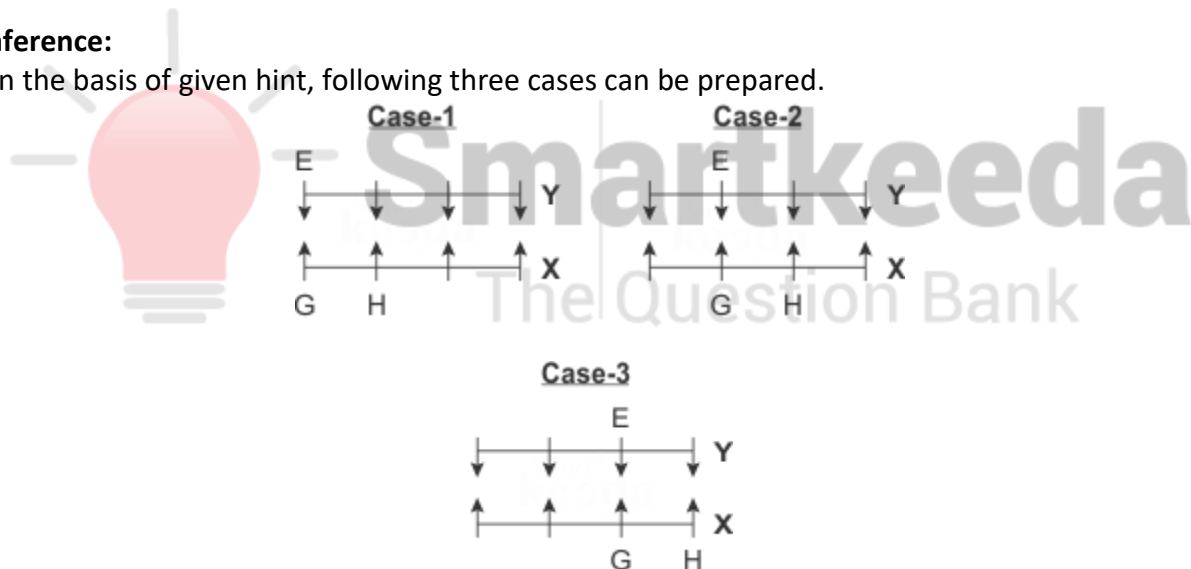 ference:
n the basis of given hint, following three cases can be prepared.
Case-1 Case-2
Smartkeeda
E E
Y Y
X X
The Question Bank
G H G H
Case-3
E
Y
X
G H